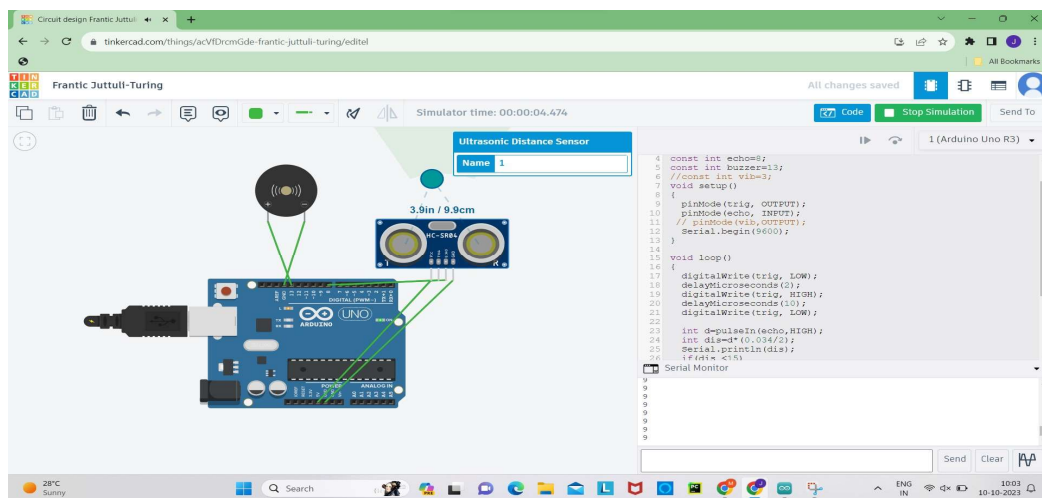 Circuit design Frantic Juttuli
tinkercad.com/things/acVfDrcmGde-frantic-juttuli-turing/editel
All Bookmarks
TIN
KER
CAD
Frantic Juttuli-Turing
All changes saved
Simulator time: 00:00:04.474
Code
Stop Simulation
Send To
Ultrasonic Distance Sensor
Name 1
1 (Arduino Uno R3)
3.9in / 9.9cm
HC-SR04
DIGITAL (PWM~)
UNO
ARDUINO
POWER
ANALOG IN
4 const int echo=8;
5 const int buzzer=13;
6 //const int vib=3;
7 void setup()
8 {
9 pinMode(trig, OUTPUT);
10 pinMode(echo, INPUT);
11 // pinMode(vib,OUTPUT);
12 Serial.begin(9600);
13 }
14
15 void loop()
16 {
17 digitalWrite(trig, LOW);
18 delayMicroseconds(2);
19 digitalWrite(trig, HIGH);
20 delayMicroseconds(10);
21 digitalWrite(trig, LOW);
22
23 int d=pulseIn(echo,HIGH);
24 int dis=d*(0.034/2);
25 Serial.println(dis);
26 if(dis <15)
Serial Monitor
9
9
9
9
9
9
9
9
Send
Clear
28°C
Sunny
Search
ENG
IN
10:03
10-10-2023